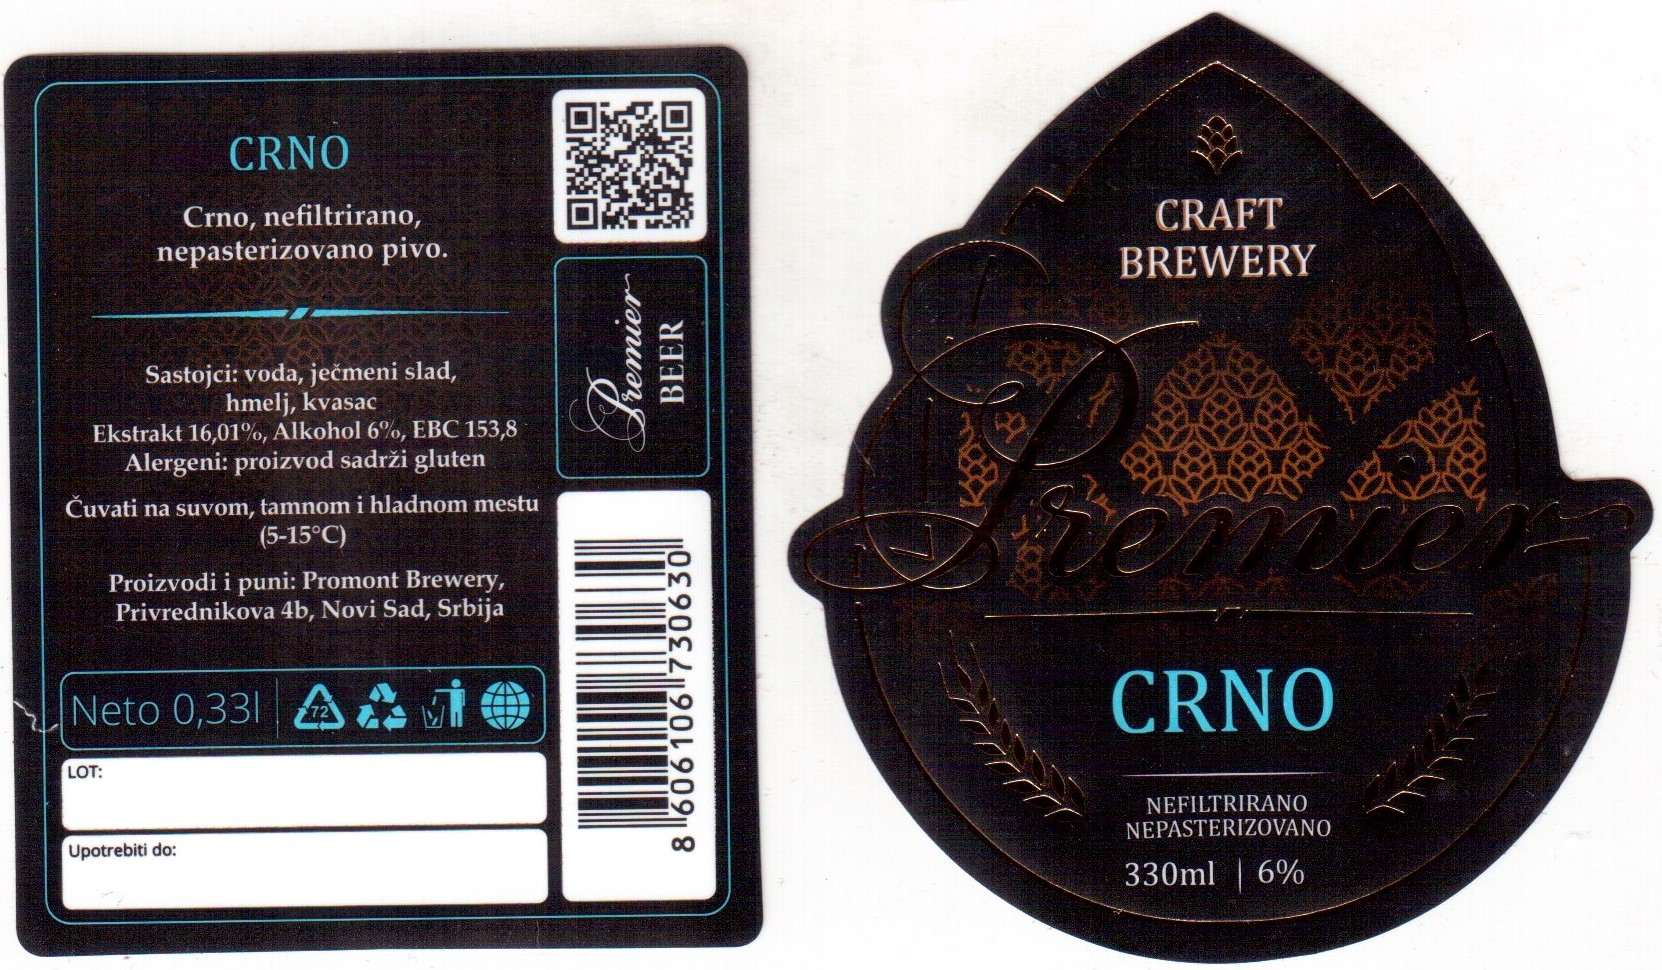 CRNO
Crno, nefiltrirano,
nepasterizovano pivo.
Sastojci: voda, ječmeni slad,
hmelj, kvasac
Ekstrakt 16,01%, Alkohol 6%, EBC 153,8
Alergeni: proizvod sadrži gluten
Čuvati na suvom, tamnom i hladnom mestu
(5-15°C)
Proizvodi i puni: Promont Brewery,
Privrednikova 4b, Novi Sad, Srbija
Neto 0,33l
72
LOT:
Upotrebiti do:
Premier
BEER
8 606106 730630
CRAFT
BREWERY
Premier
CRNO
NEFILTRIRANO
NEPASTERIZOVANO
330ml | 6%